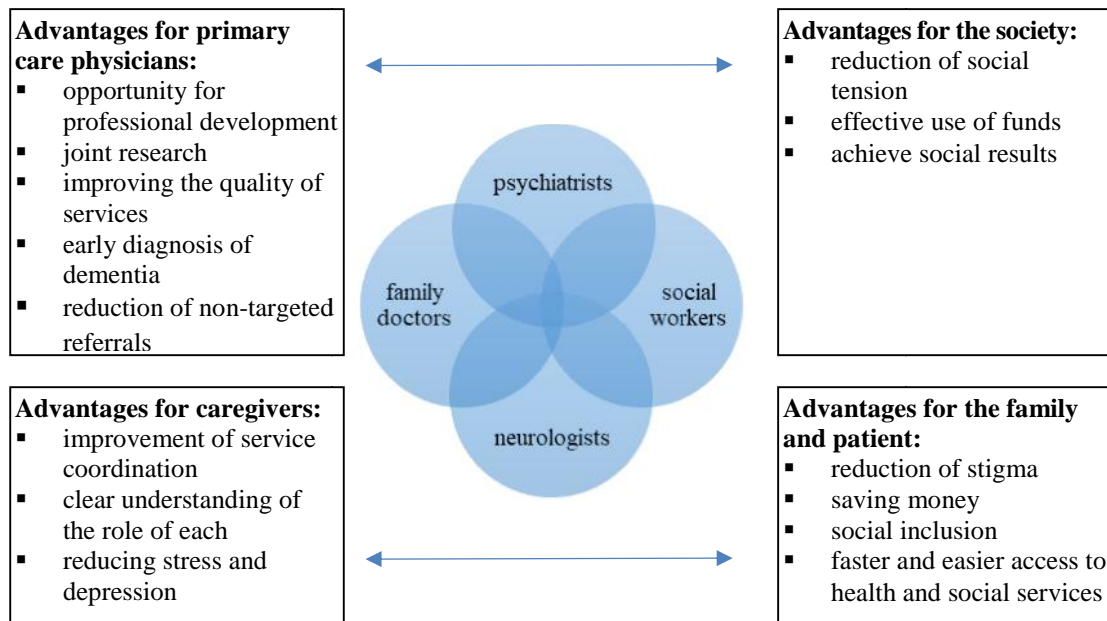 Advantages for primary
care physicians:
▪ opportunity for
professional development
▪ joint research
▪ improving the quality of
services
▪ early diagnosis of
dementia
▪ reduction of non-targeted
referrals
Advantages for the society:
▪ reduction of social
tension
▪ effective use of funds
▪ achieve social results
psychiatrists
family
doctors
social
workers
neurologists
Advantages for caregivers:
▪ improvement of service
coordination
▪ clear understanding of
the role of each
▪ reducing stress and
depression
Advantages for the family
and patient:
▪ reduction of stigma
▪ saving money
▪ social inclusion
▪ faster and easier access to
health and social services